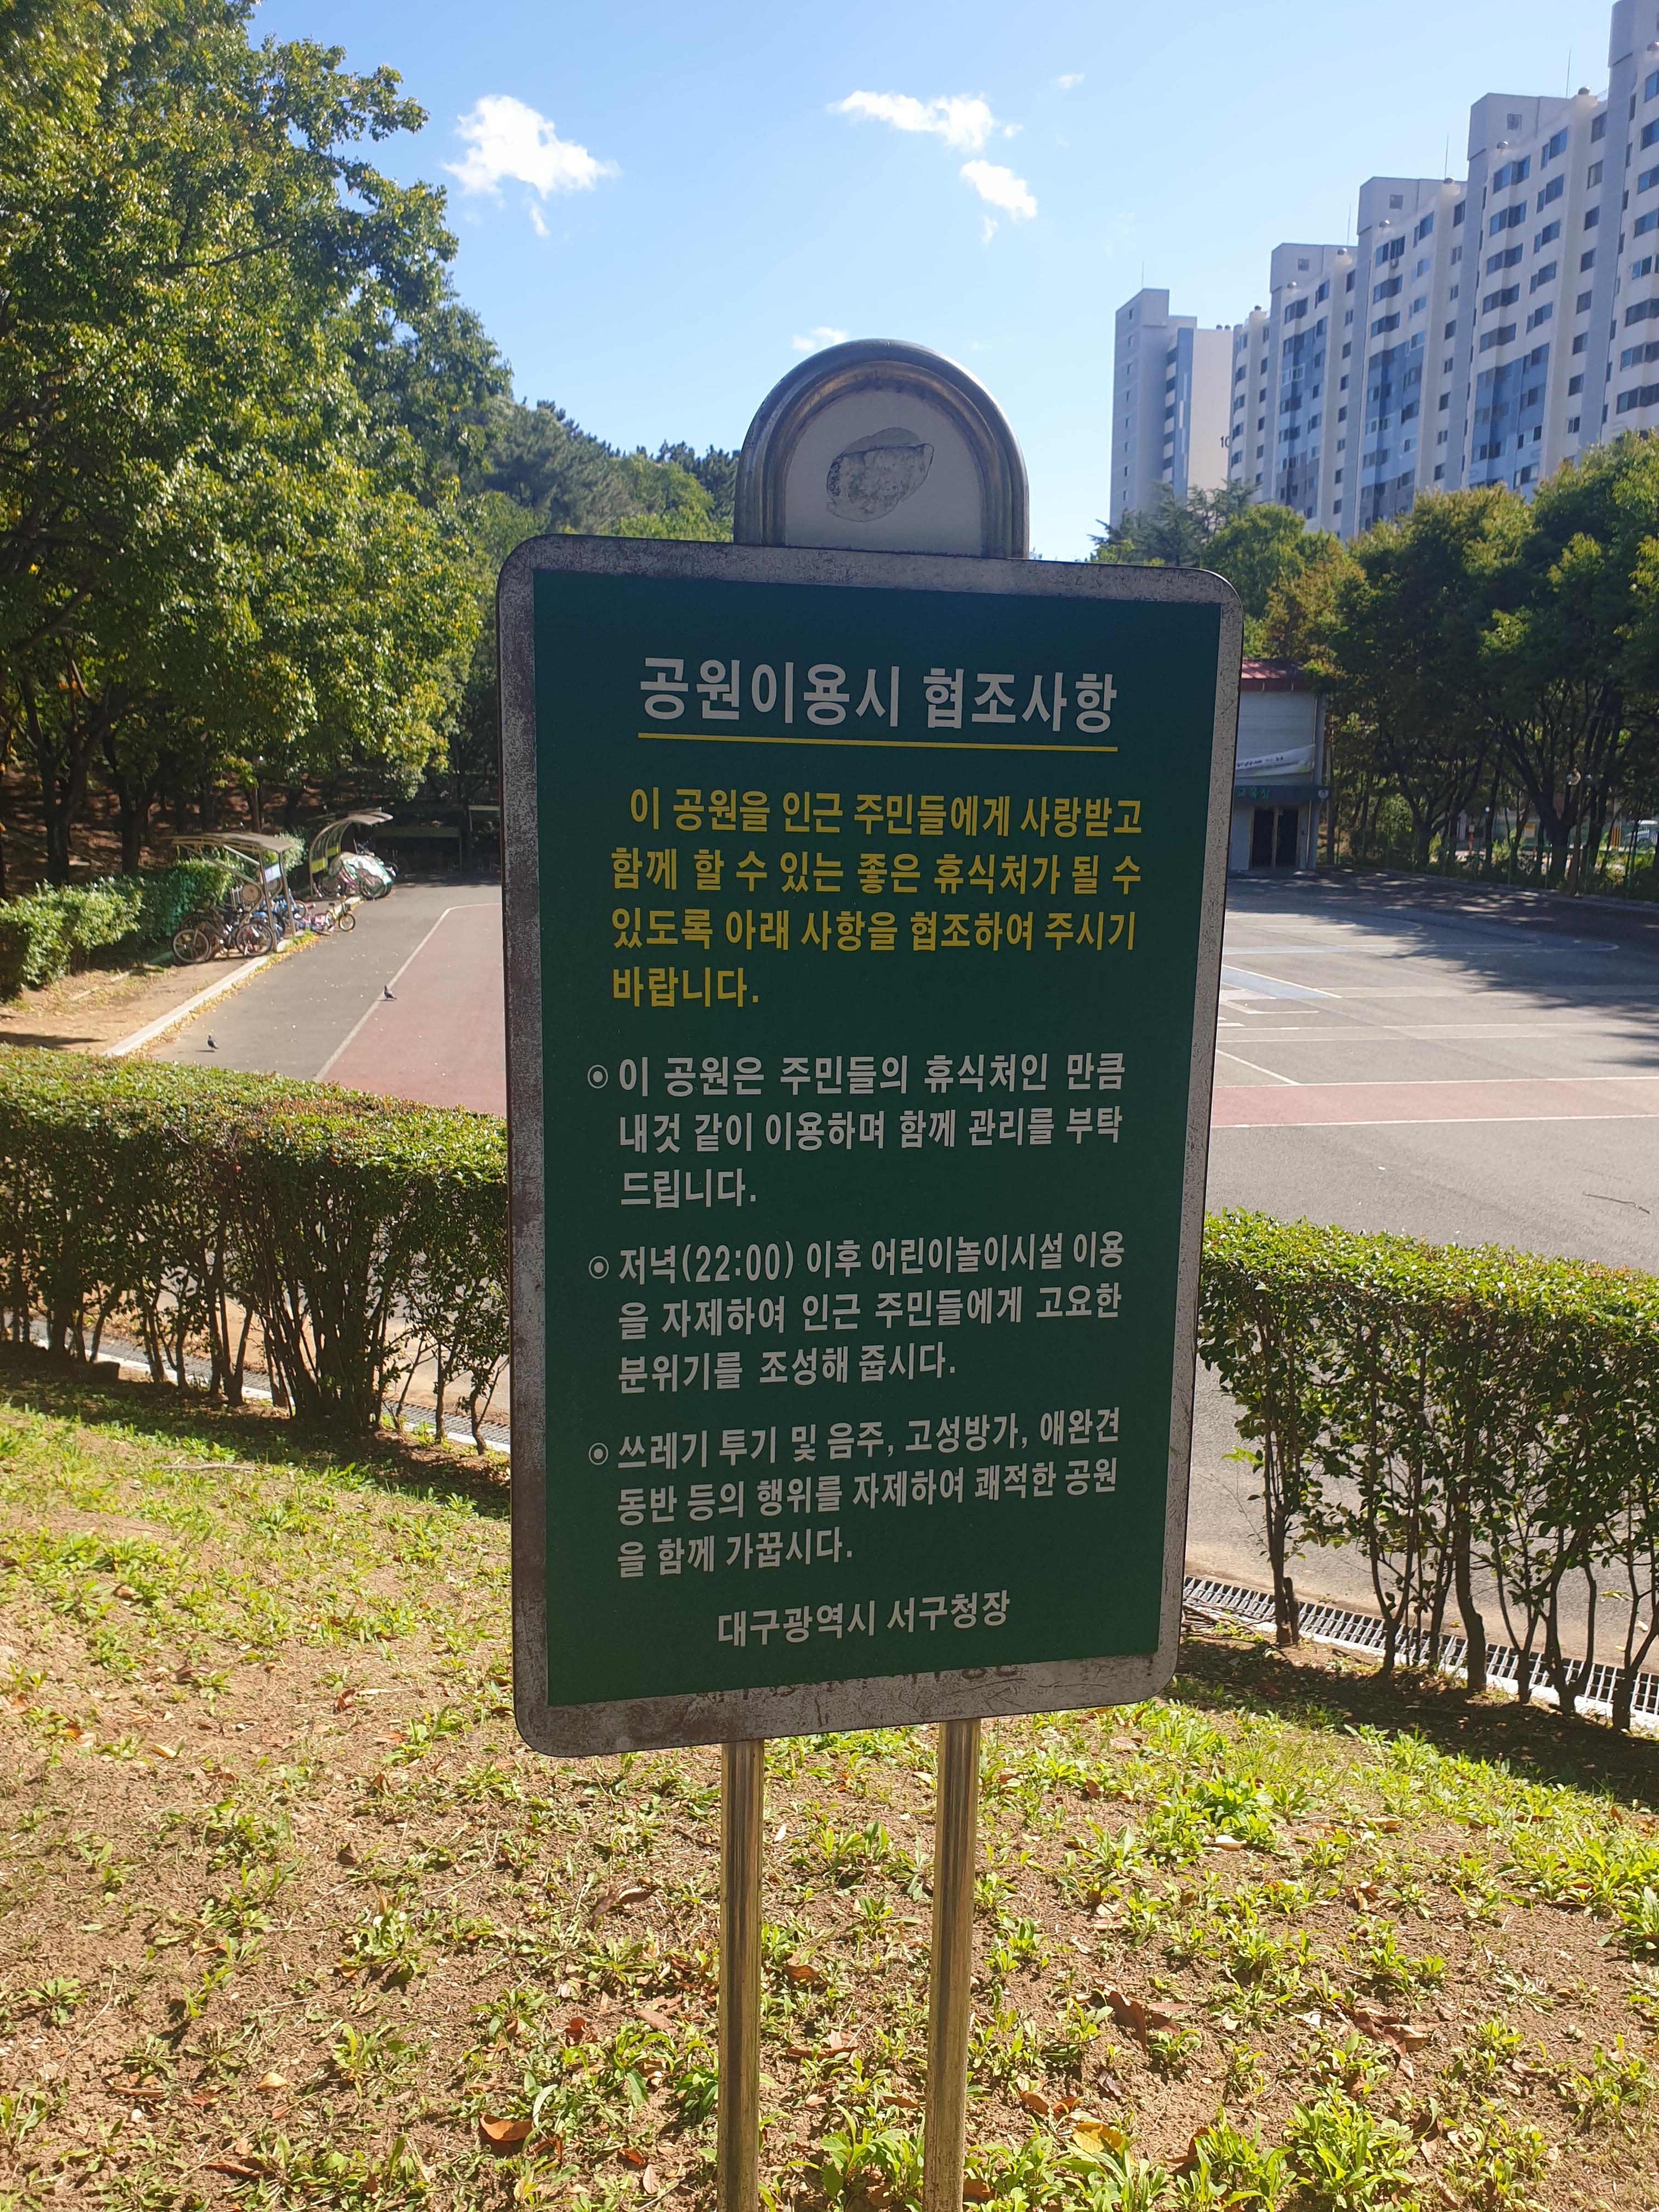 공원이용시 협조사항
이 공원을 인근 주민들에게 사랑받고
함께 할 수 있는 좋은 휴식처가 될 수
있도록 아래 사항을 협조하여 주시기
바랍니다.
◉ 이 공원은 주민들의 휴식처인 만큼
내것 같이 이용하며 함께 관리를 부탁
드립니다.
◉ 저녁(22:00) 이후 어린이놀이시설 이용
을 자제하여 인근 주민들에게 고요한
분위기를 조성해 줍시다.
◉ 쓰레기 투기 및 음주, 고성방가, 애완견
동반 등의 행위를 자제하여 쾌적한 공원
을 함께 가꿉시다.
대구광역시 서구청장